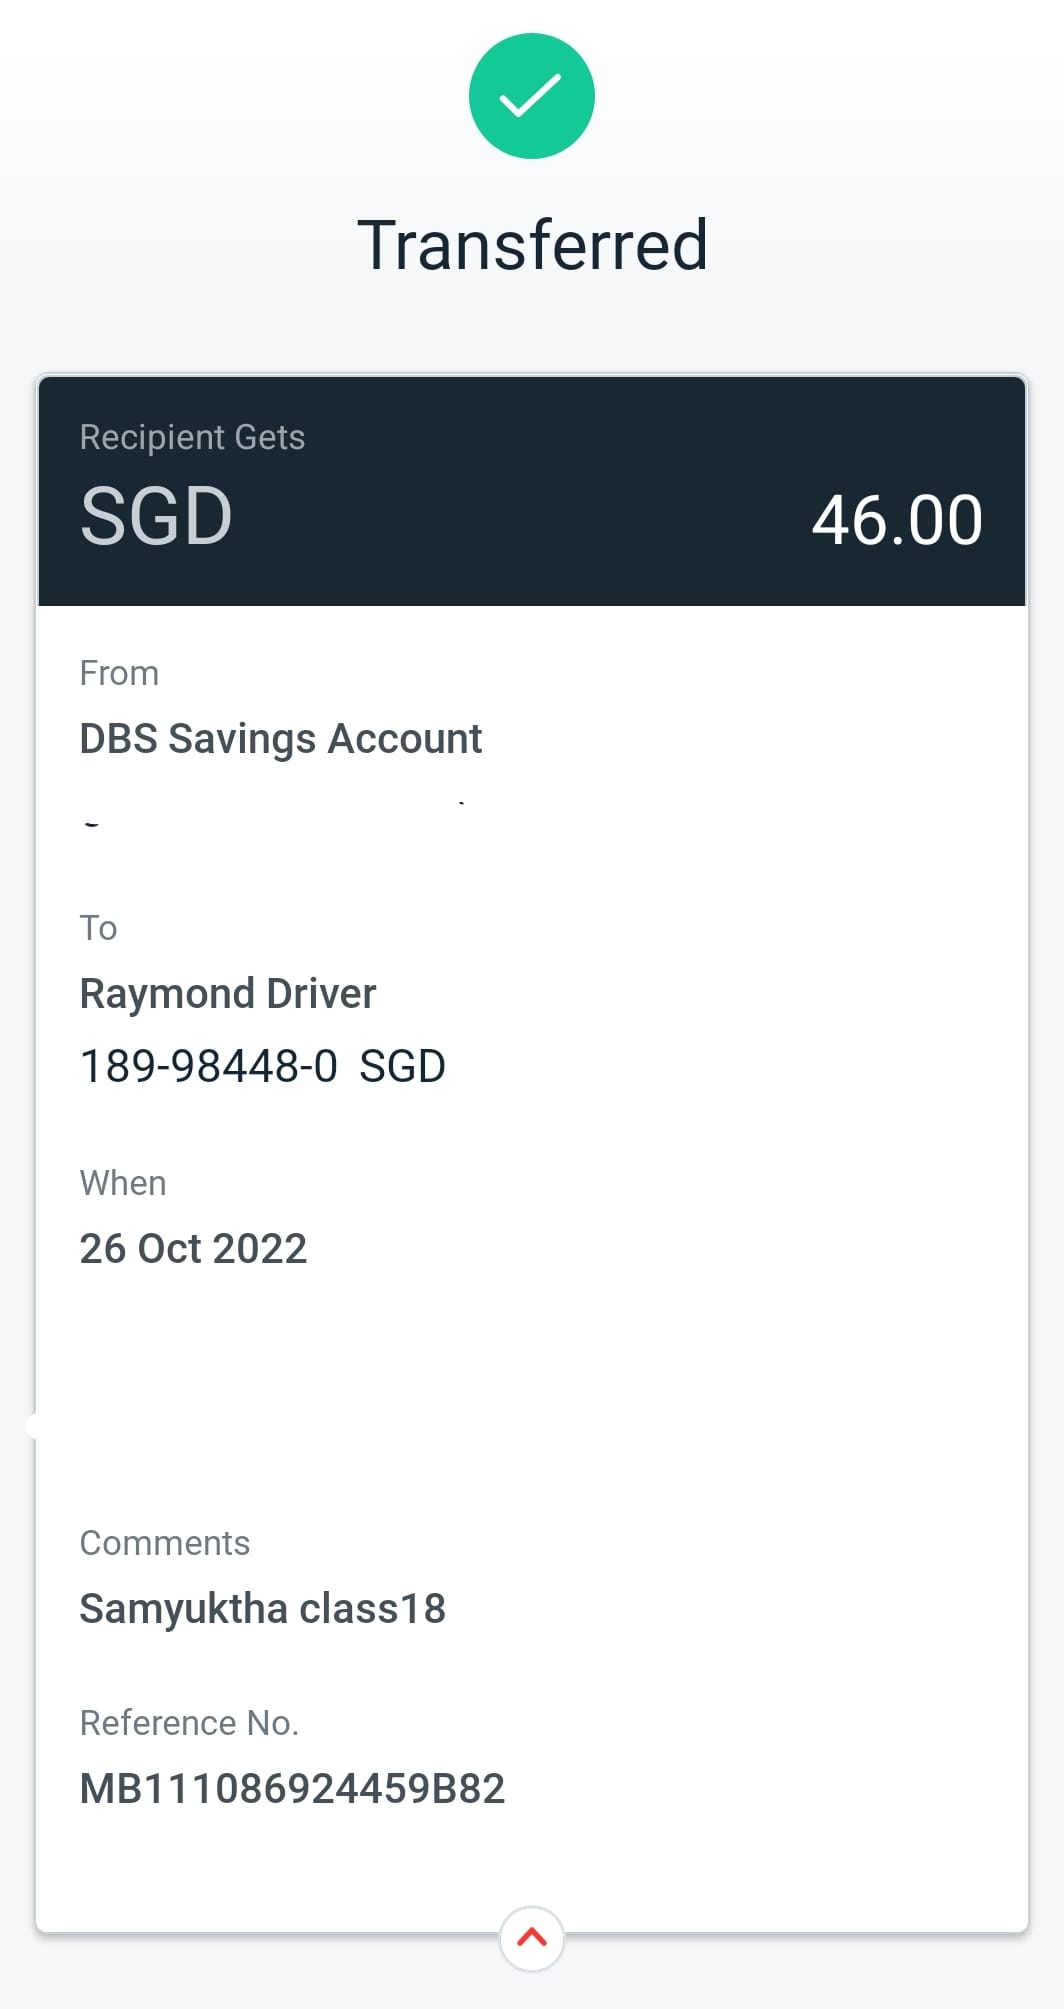 Transferred
Recipient Gets
SGD 46.00
From
DBS Savings Account
To
Raymond Driver
189-98448-0 SGD
When
26 Oct 2022
Comments
Samyuktha class18
Reference No.
MB111086924459B82